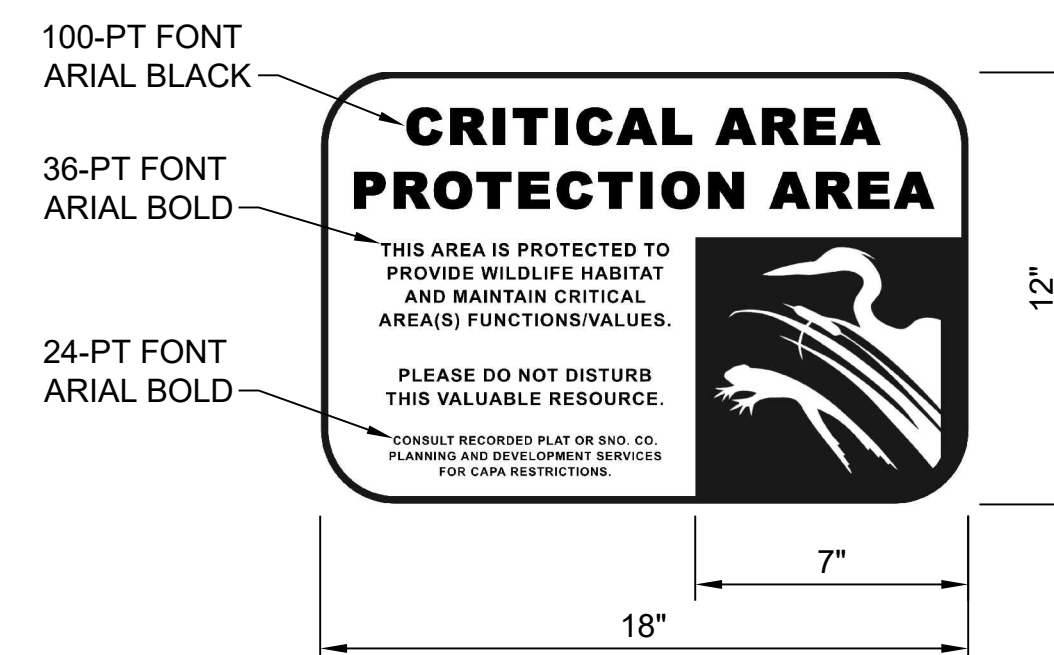 100-PT FONT
ARIAL BLACK
36-PT FONT
ARIAL BOLD
24-PT FONT
ARIAL BOLD
CRITICAL AREA
PROTECTION AREA
THIS AREA IS PROTECTED TO
PROVIDE WILDLIFE HABITAT
AND MAINTAIN CRITICAL
AREA(S) FUNCTIONS/VALUES.
PLEASE DO NOT DISTURB
THIS VALUABLE RESOURCE.
CONSULT RECORDED PLAT OR SNO. CO.
PLANNING AND DEVELOPMENT SERVICES
FOR CAPA RESTRICTIONS.
12"
7"
18"